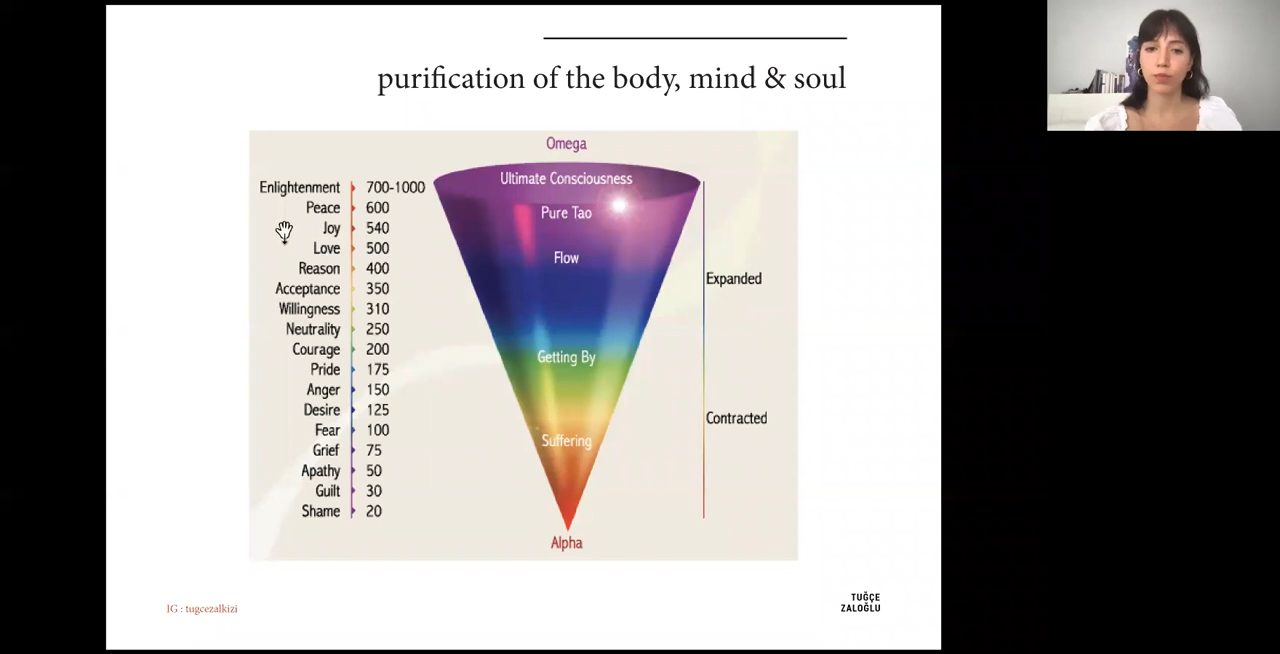 purification of the body, mind & soul
Omega
Ultimate Consciousness
Pure Tao
Flow
Getting By
Suffering
Alpha
Enlightenment 700-1000
Peace 600
Joy 540
Love 500
Reason 400
Acceptance 350
Willingness 310
Neutrality 250
Courage 200
Pride 175
Anger 150
Desire 125
Fear 100
Grief 75
Apathy 50
Guilt 30
Shame 20
Expanded
Contracted
IG : tugcezalkizi
TUĞÇE
ZALOĞLU